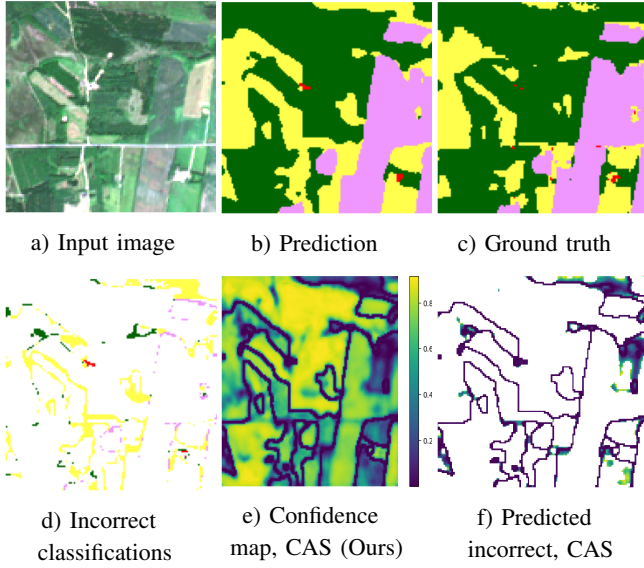 a) Input image
b) Prediction
c) Ground truth
0.8
0.6
0.4
0.2
d) Incorrect
classifications
e) Confidence
map, CAS (Ours)
f) Predicted
incorrect, CAS